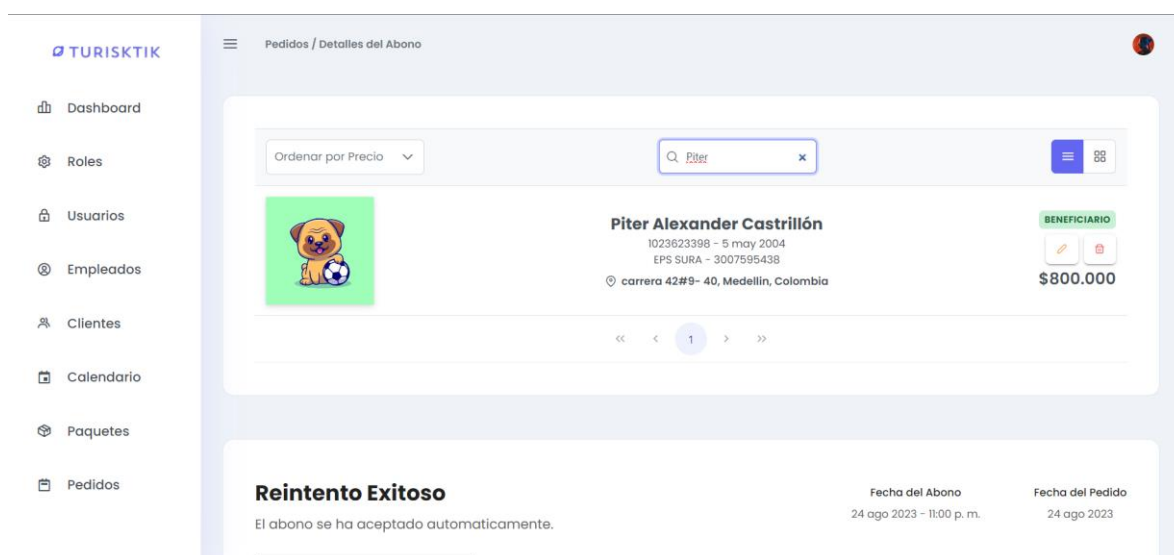 TURISKTIK
Pedidos / Detalles del Abono
Dashboard
Roles
Usuarios
Empleados
Clientes
Calendario
Paquetes
Pedidos
Ordenar por Precio
Piter
Piter Alexander Castrillón
1023623398 - 5 may 2004
EPS SURA - 3007595438
carrera 42#9- 40, Medellin, Colombia
BENEFICIARIO
$800.000
<< < 1 > >>
Reintento Exitoso
El abono se ha aceptado automaticamente.
Fecha del Abono
24 ago 2023 - 11:00 p. m.
Fecha del Pedido
24 ago 2023